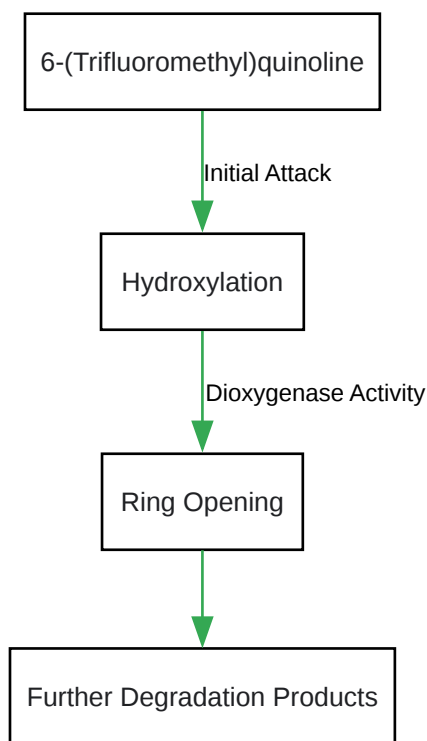 6-(Trifluoromethyl)quinoline
Initial Attack
Hydroxylation
Dioxygenase Activity
Ring Opening
Further Degradation Products